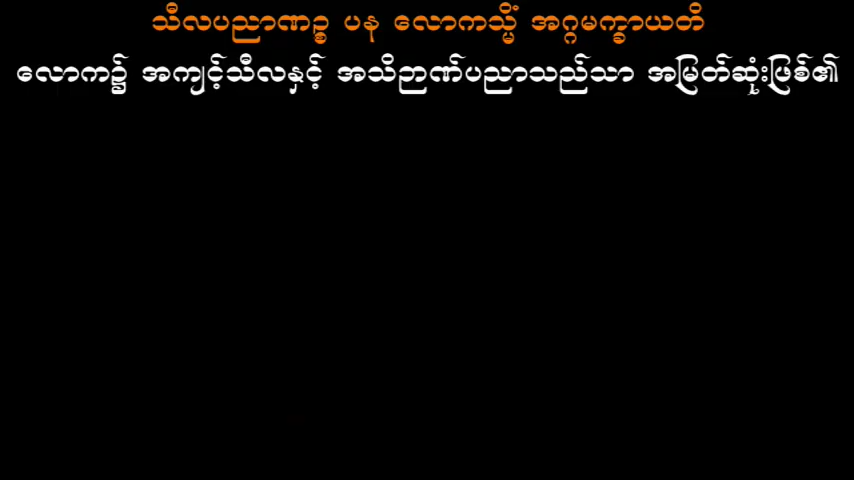 သီလပညာဏဉ္စ ပန လောကသ္မိံ အဂ္ဂမက္ခာယတိ
လောက၌ အကျင့်သီလနှင့် အသိဉာဏ်ပညာသည်သာ အမြတ်ဆုံးဖြစ်၏